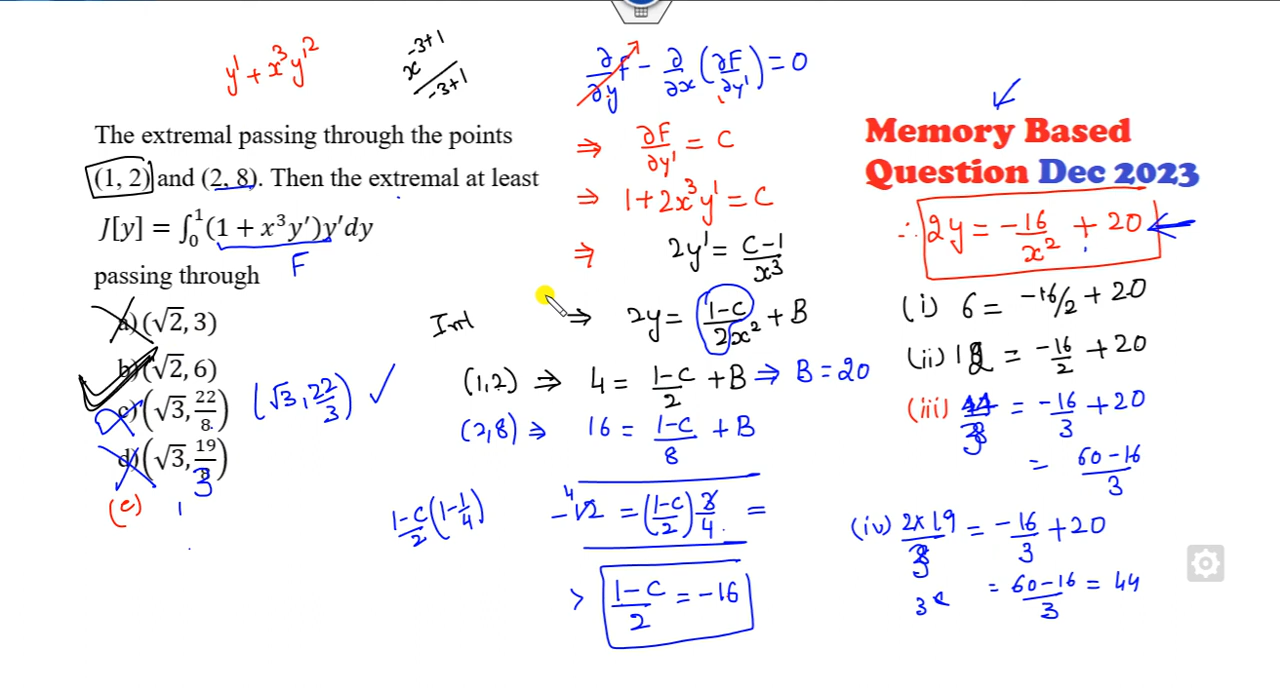 y' + x³y'²
x^(-3+1)/(-3+1)
The extremal passing through the points
(1, 2) and (2, 8). Then the extremal at least
J[y] = ∫₀¹(1 + x³y')y'dy
F
passing through
a) (√2, 3)
b) (√2, 6)
c) (√3, 22/8)
(√3, 22/3) ✓
d) (√3, 19/8)
3
(e)
∂/∂y F - ∂/∂x (∂F/∂y') = 0
⇒ ∂F/∂y' = C
⇒ 1 + 2x³y' = C
⇒ 2y' = (C-1)/x³
Int ⇒ 2y = (1-C)/2x² + B
(1,2) ⇒ 4 = (1-C)/2 + B ⇒ B = 20
(2,8) ⇒ 16 = (1-C)/8 + B
(1-C)/2 (1 - 1/4)
-12 = ((1-C)/2) 3/4 =
4
(1-C)/2 = -16
Memory Based
Question Dec 2023
∴ 2y = -16/x² + 20
(i) 6 = -16/2 + 20
(ii) 12 = -16/2 + 20
(iii) 44/3 = -16/3 + 20
= (60-16)/3
(iv) (2×19)/3 = -16/3 + 20
= (60-16)/3 = 44